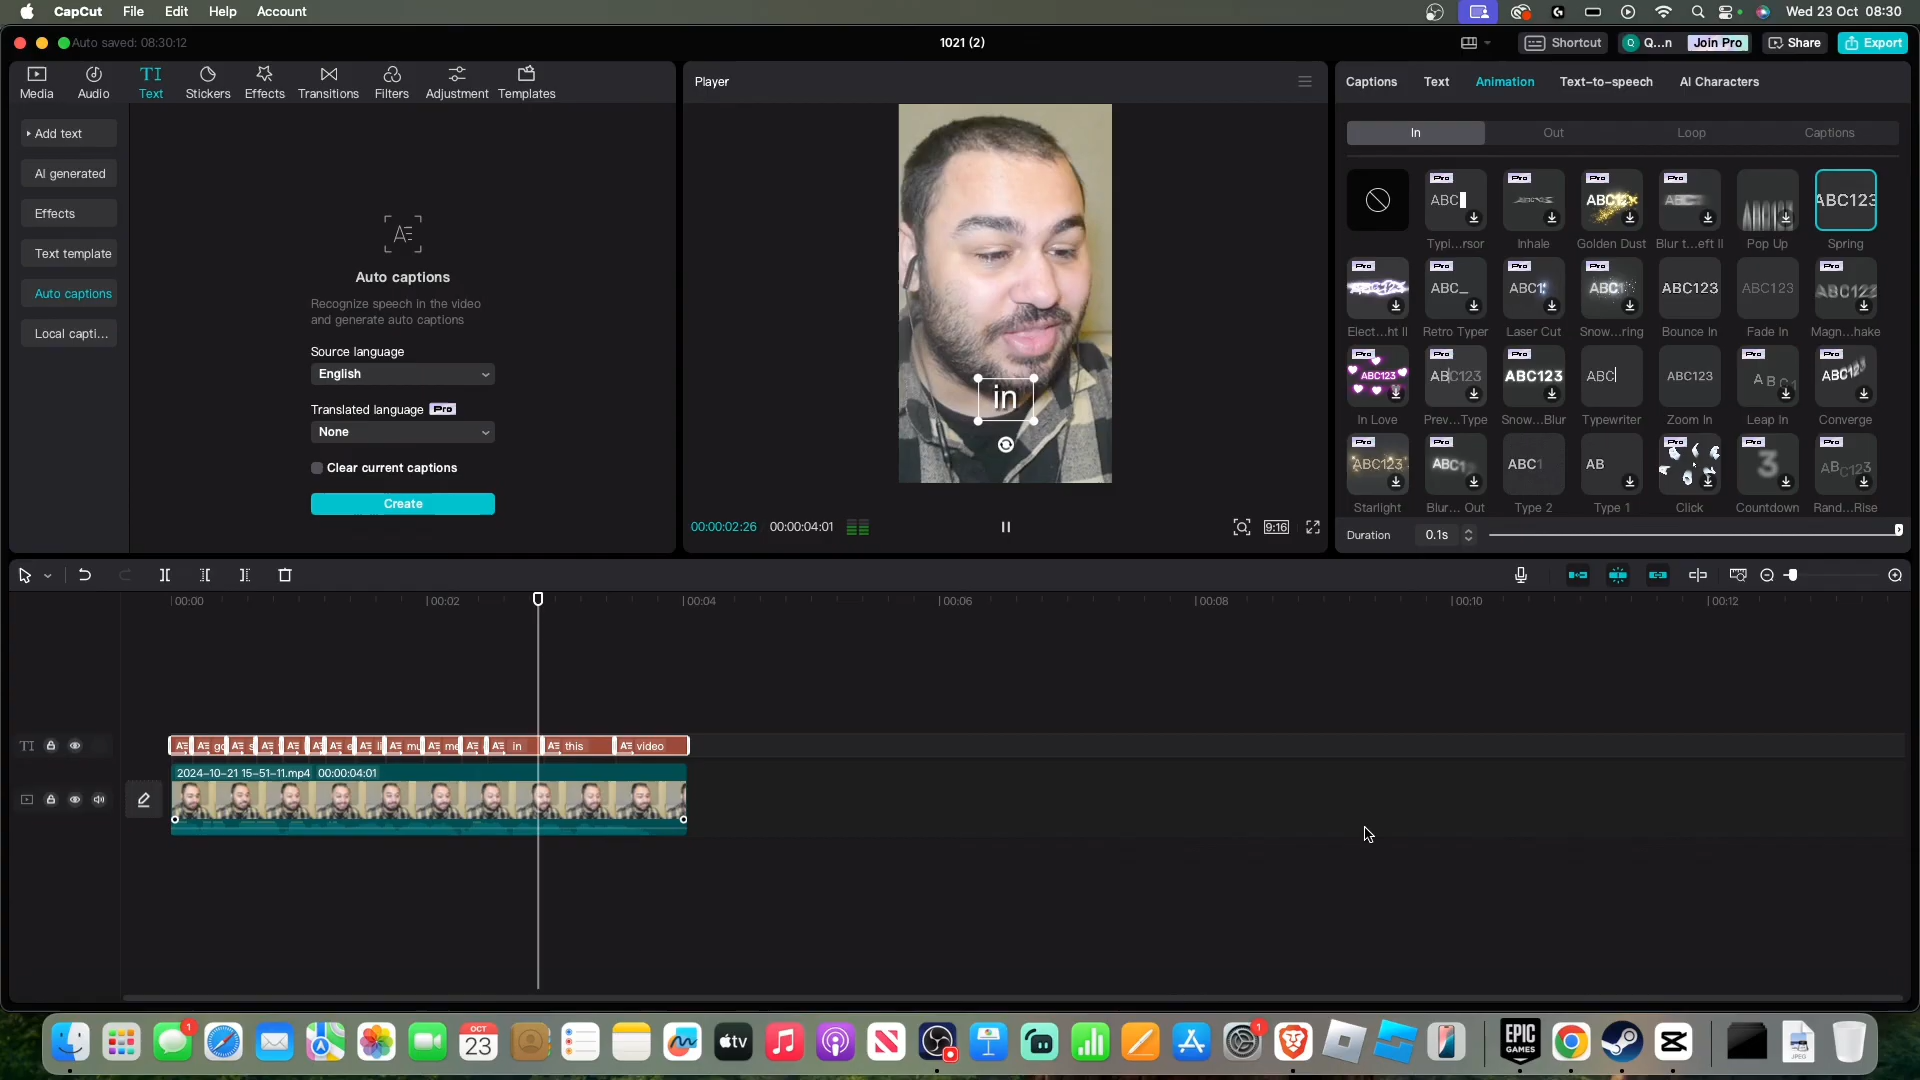 CapCut File Edit Help Account
Wed 23 Oct 08:30
Auto saved: 08:30:12
1021 (2)
Shortcut
Q...n
Join Pro
Share
Export
Media
Audio
Text
Stickers
Effects
Transitions
Filters
Adjustment
Templates
Add text
AI generated
Effects
Text template
Auto captions
Local capti...
Auto captions
Recognize speech in the video
and generate auto captions
Source language
English
Translated language Pro
None
Clear current captions
Create
Player
in
00:00:02:26 00:00:04:01
9:16
Captions Text Animation Text-to-speech AI Characters
In Out Loop Captions
Typi...rsor Inhale Golden Dust Blur t...eft II Pop Up Spring
Elect...ht II Retro Typer Laser Cut Snow...ring Bounce In Fade In Magn...hake
In Love Prev...Type Snow...Blur Typewriter Zoom In Leap In Converge
Starlight Blur... Out Type 2 Type 1 Click Countdown Rand...Rise
Duration 0.1s
00:00 00:02 00:04 00:06 00:08 00:10 00:12
in this video
2024-10-21 15-51-11.mp4 00:00:04:01
OCT
23
tv
EPIC
GAMES
JPEG